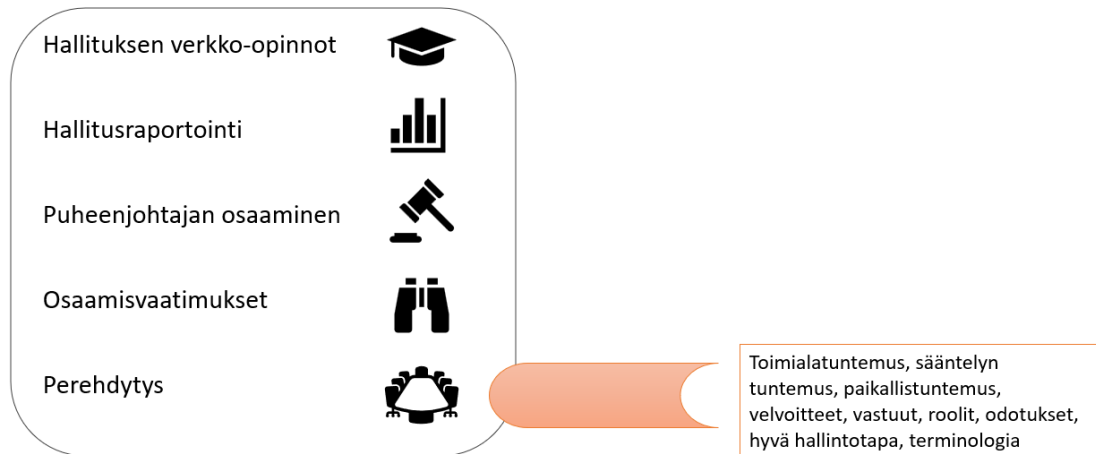 Hallituksen verkko-opinnot
Hallitusraportointi
Puheenjohtajan osaaminen
Osaamisvaatimukset
Perehdytys
Toimialatuntemus, sääntelyn
tuntemus, paikallistuntemus,
velvoitteet, vastuut, roolit, odotukset,
hyvä hallintotapa, terminologia